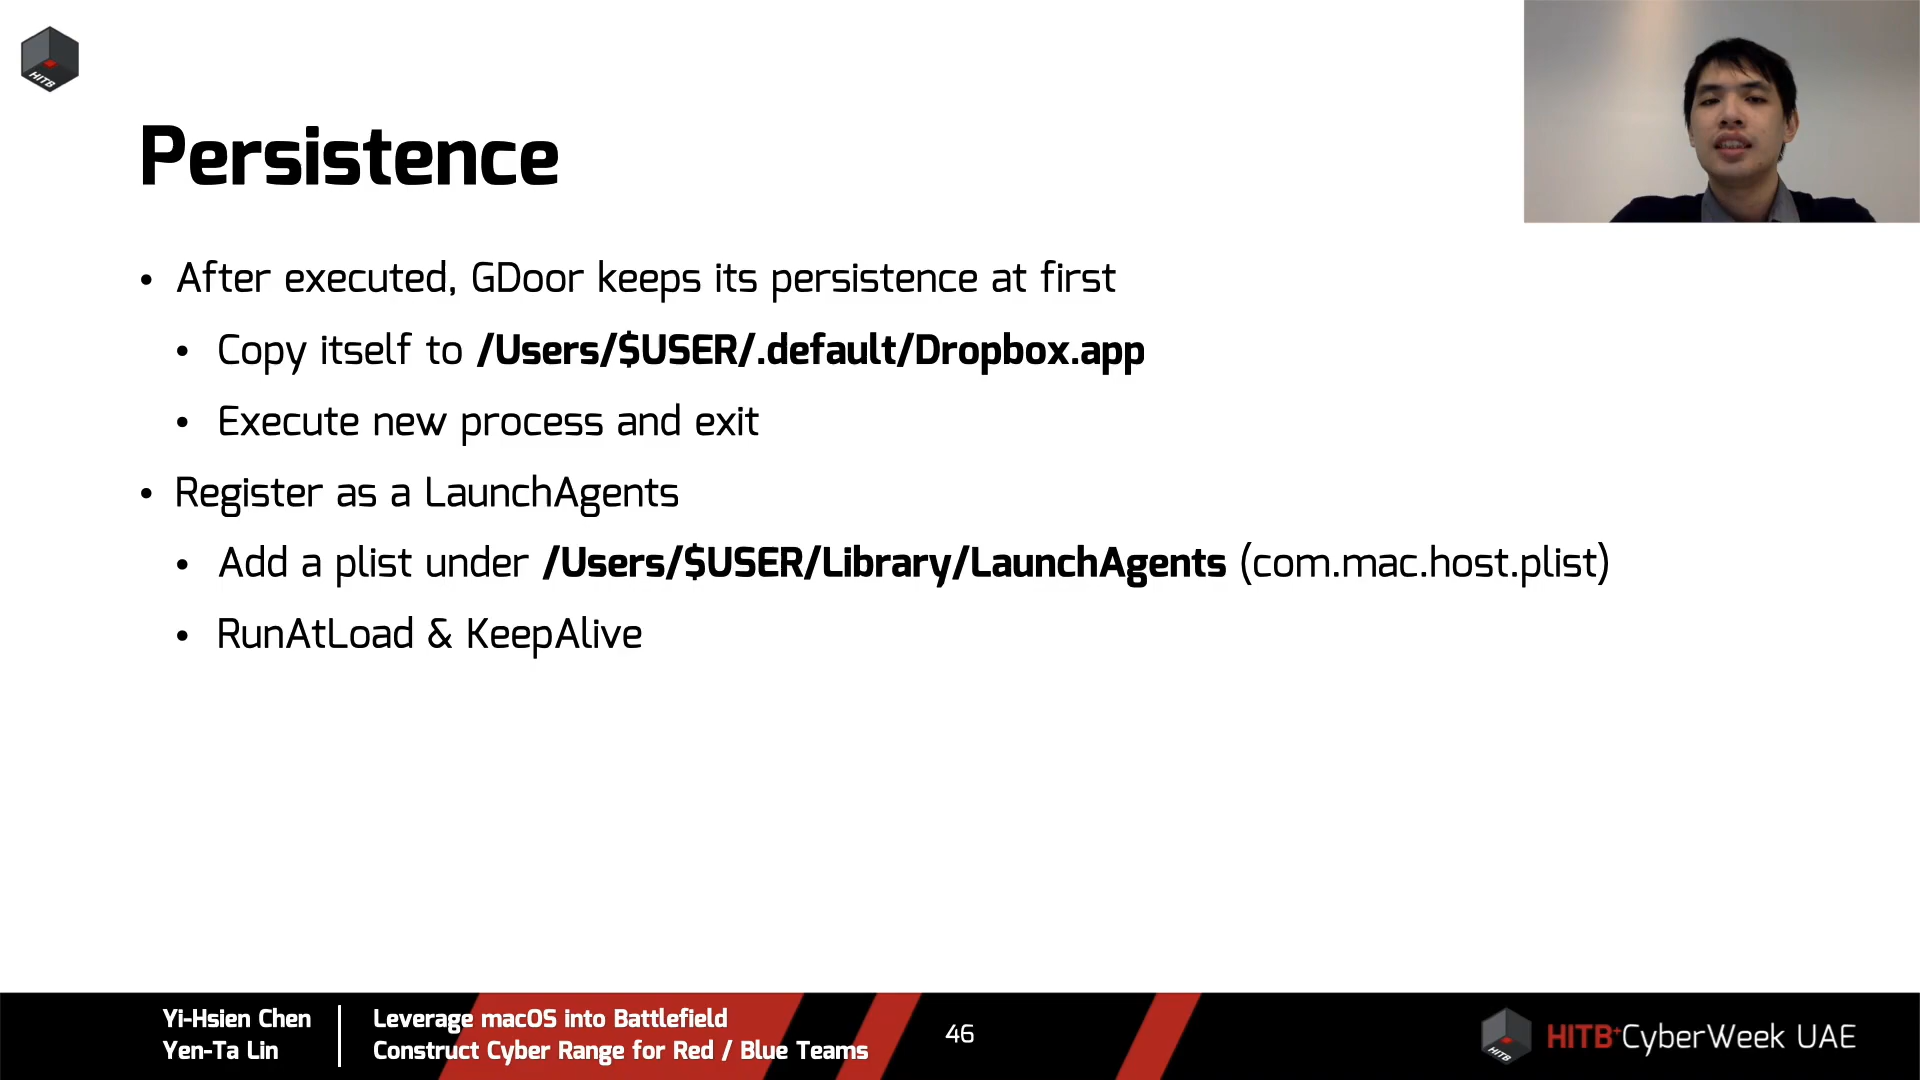 HITB
Persistence
• After executed, GDoor keeps its persistence at first
• Copy itself to /Users/$USER/.default/Dropbox.app
• Execute new process and exit
• Register as a LaunchAgents
• Add a plist under /Users/$USER/Library/LaunchAgents (com.mac.host.plist)
• RunAtLoad & KeepAlive
Yi-Hsien Chen
Yen-Ta Lin
Leverage macOS into Battlefield
Construct Cyber Range for Red / Blue Teams
46
HITB
HITB+CyberWeek UAE